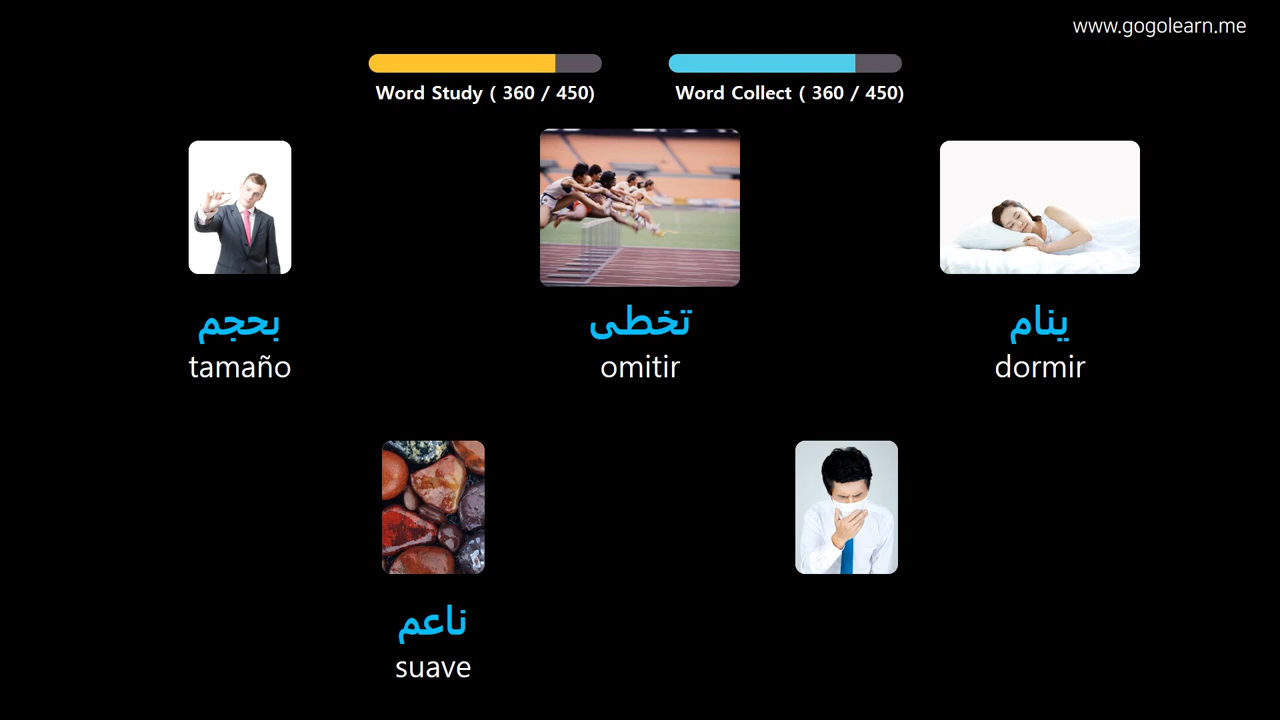 www.gogolearn.me
Word Study ( 360 / 450)
Word Collect ( 360 / 450)
بحجم
tamaño
تخطى
omitir
ينام
dormir
ناعم
suave